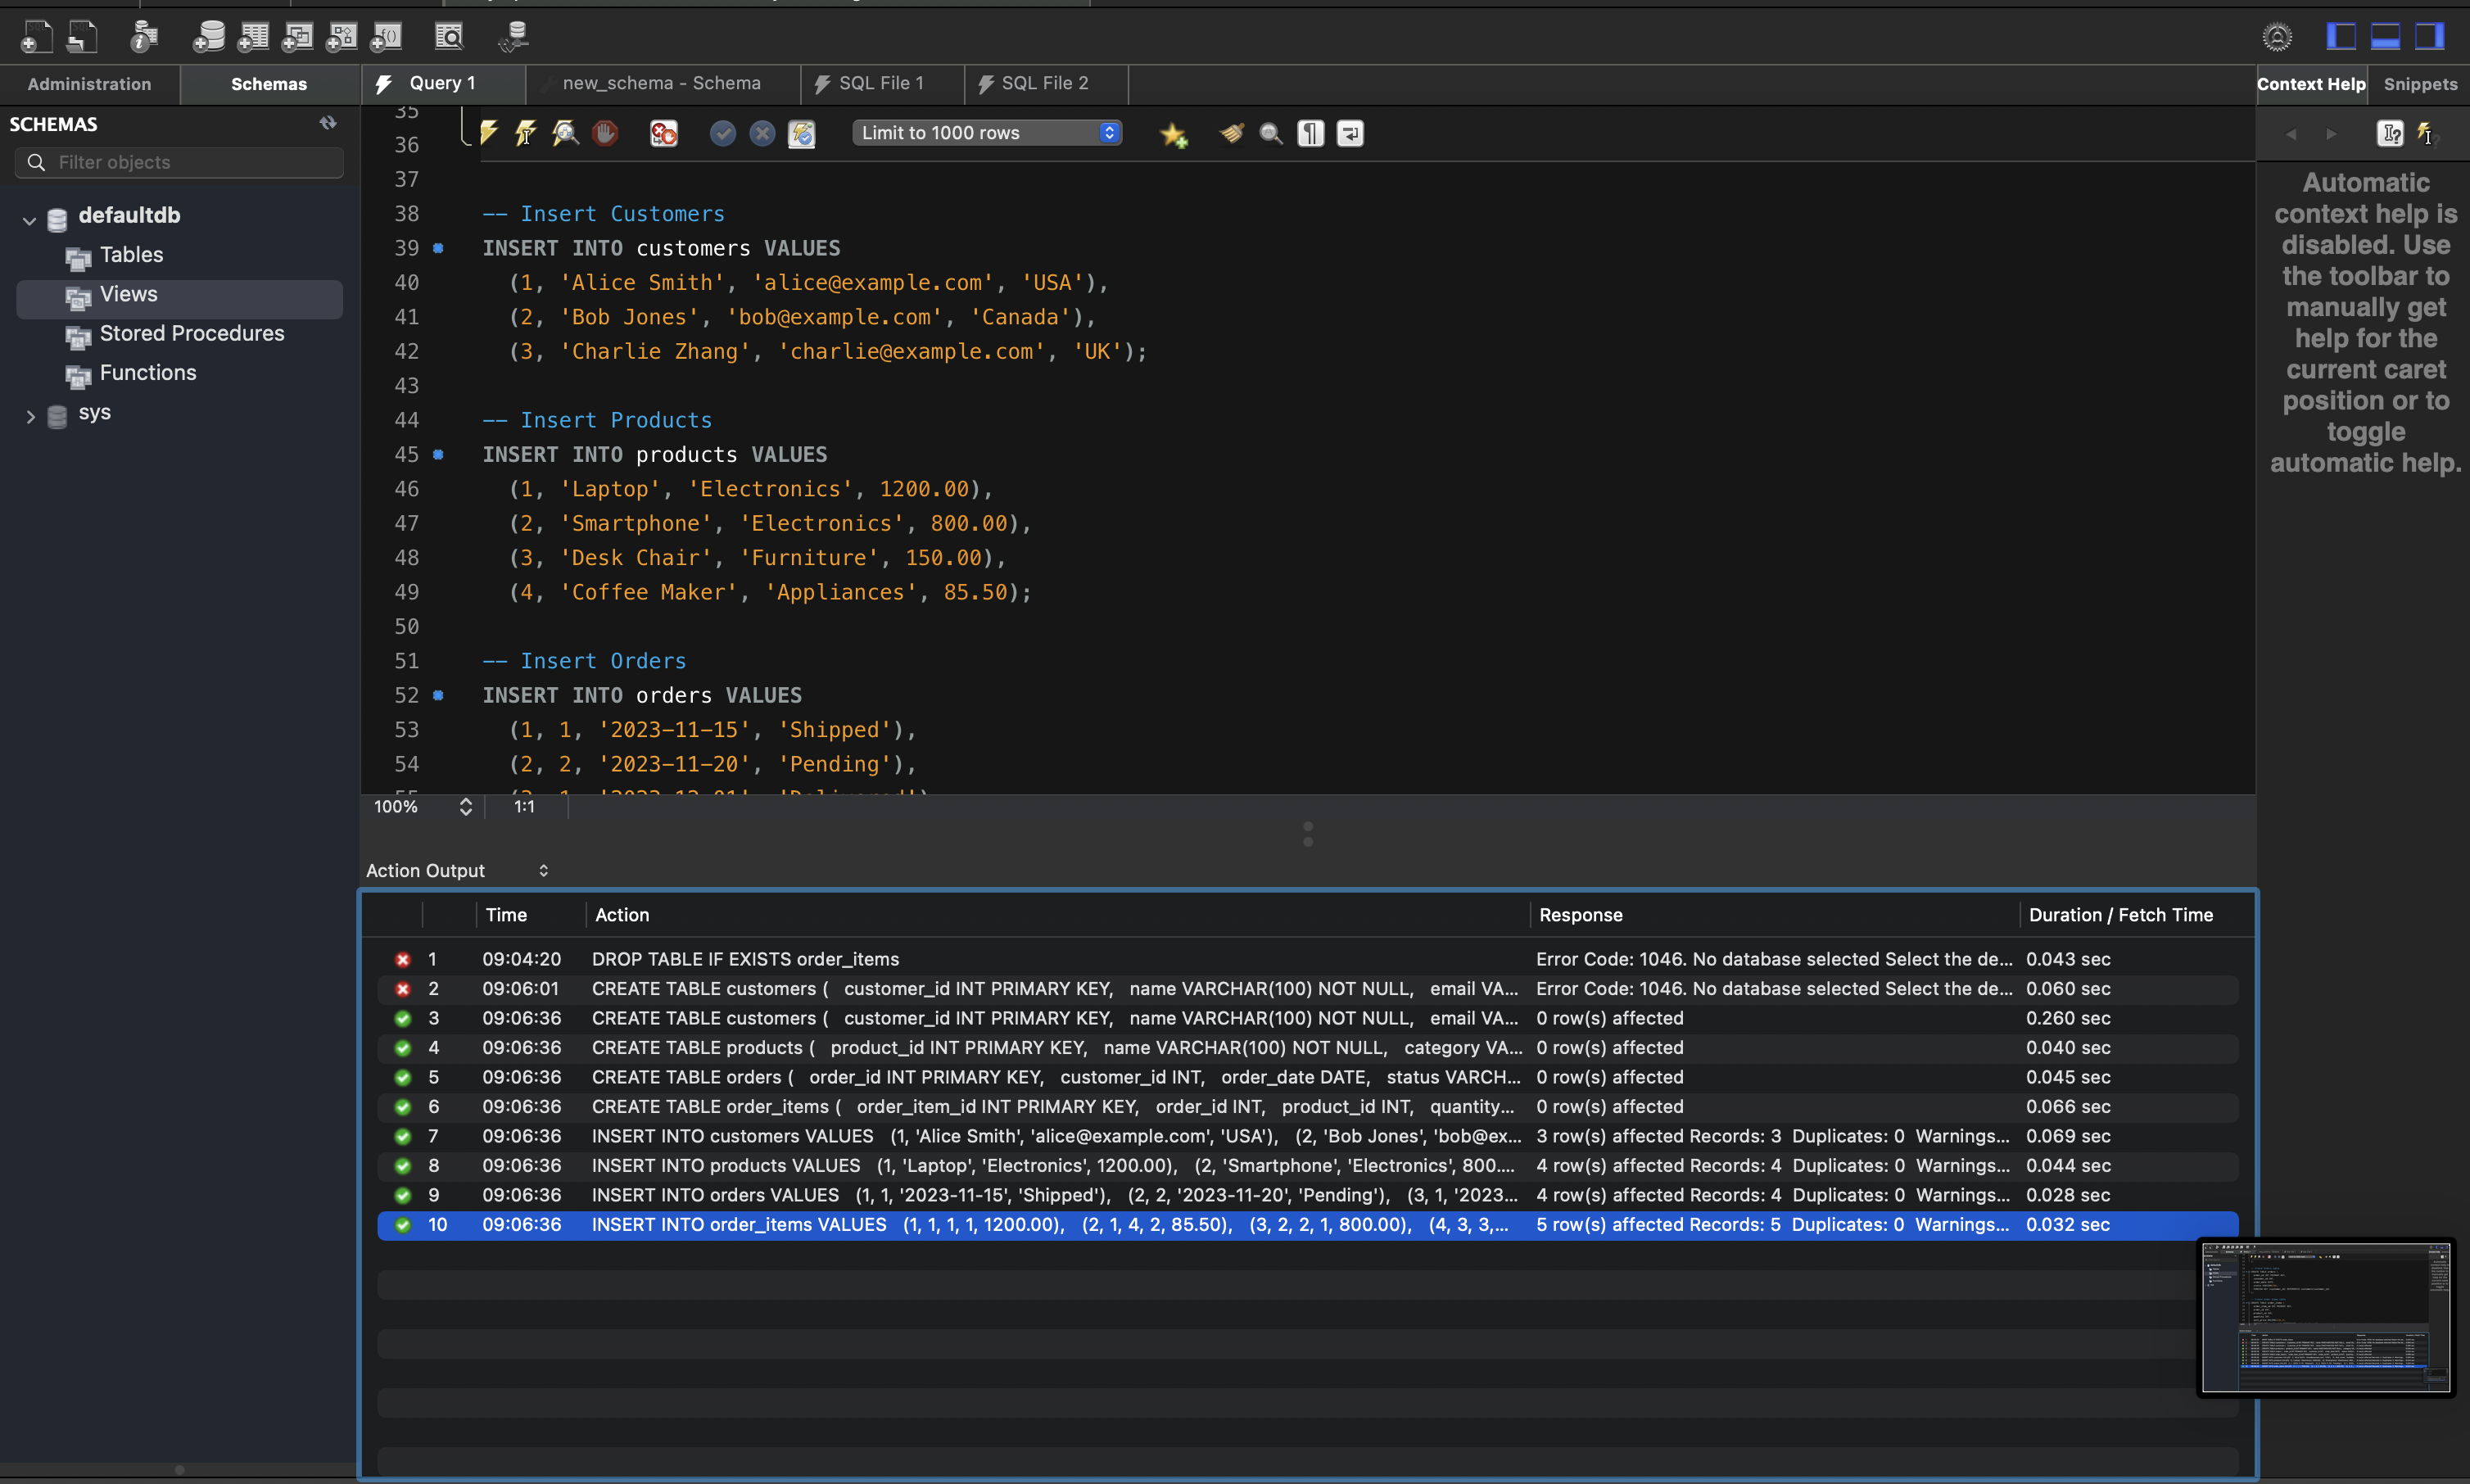 Administration
Schemas
Query 1
new_schema - Schema
SQL File 1
SQL File 2
Context Help
Snippets
SCHEMAS
Filter objects
defaultdb
Tables
Views
Stored Procedures
Functions
sys
Limit to 1000 rows
35
36
37
38 -- Insert Customers
39 INSERT INTO customers VALUES
40 (1, 'Alice Smith', 'alice@example.com', 'USA'),
41 (2, 'Bob Jones', 'bob@example.com', 'Canada'),
42 (3, 'Charlie Zhang', 'charlie@example.com', 'UK');
43
44 -- Insert Products
45 INSERT INTO products VALUES
46 (1, 'Laptop', 'Electronics', 1200.00),
47 (2, 'Smartphone', 'Electronics', 800.00),
48 (3, 'Desk Chair', 'Furniture', 150.00),
49 (4, 'Coffee Maker', 'Appliances', 85.50);
50
51 -- Insert Orders
52 INSERT INTO orders VALUES
53 (1, 1, '2023-11-15', 'Shipped'),
54 (2, 2, '2023-11-20', 'Pending'),
55 (3, 1, '2023-12-01', 'Delivered'),
100%
1:1
Automatic
context help is
disabled. Use
the toolbar to
manually get
help for the
current caret
position or to
toggle
automatic help.
Action Output
Time Action Response Duration / Fetch Time
1 09:04:20 DROP TABLE IF EXISTS order_items Error Code: 1046. No database selected Select the de... 0.043 sec
2 09:06:01 CREATE TABLE customers ( customer_id INT PRIMARY KEY, name VARCHAR(100) NOT NULL, email VA... Error Code: 1046. No database selected Select the de... 0.060 sec
3 09:06:36 CREATE TABLE customers ( customer_id INT PRIMARY KEY, name VARCHAR(100) NOT NULL, email VA... 0 row(s) affected 0.260 sec
4 09:06:36 CREATE TABLE products ( product_id INT PRIMARY KEY, name VARCHAR(100) NOT NULL, category VA... 0 row(s) affected 0.040 sec
5 09:06:36 CREATE TABLE orders ( order_id INT PRIMARY KEY, customer_id INT, order_date DATE, status VARCH... 0 row(s) affected 0.045 sec
6 09:06:36 CREATE TABLE order_items ( order_item_id INT PRIMARY KEY, order_id INT, product_id INT, quantity... 0 row(s) affected 0.066 sec
7 09:06:36 INSERT INTO customers VALUES (1, 'Alice Smith', 'alice@example.com', 'USA'), (2, 'Bob Jones', 'bob@ex... 3 row(s) affected Records: 3 Duplicates: 0 Warnings... 0.069 sec
8 09:06:36 INSERT INTO products VALUES (1, 'Laptop', 'Electronics', 1200.00), (2, 'Smartphone', 'Electronics', 800.... 4 row(s) affected Records: 4 Duplicates: 0 Warnings... 0.044 sec
9 09:06:36 INSERT INTO orders VALUES (1, 1, '2023-11-15', 'Shipped'), (2, 2, '2023-11-20', 'Pending'), (3, 1, '2023... 4 row(s) affected Records: 4 Duplicates: 0 Warnings... 0.028 sec
10 09:06:36 INSERT INTO order_items VALUES (1, 1, 1, 1, 1200.00), (2, 1, 4, 2, 85.50), (3, 2, 2, 1, 800.00), (4, 3, 3,... 5 row(s) affected Records: 5 Duplicates: 0 Warnings... 0.032 sec